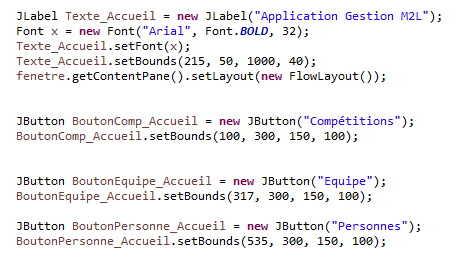 JLabel Texte_Accueil = new JLabel("Application Gestion M2L");
Font x = new Font("Arial", Font.BOLD, 32);
Texte_Accueil.setFont(x);
Texte_Accueil.setBounds(215, 50, 1000, 40);
fenetre.getContentPane().setLayout(new FlowLayout());
JButton BoutonComp_Accueil = new JButton("Compétitions");
BoutonComp_Accueil.setBounds(100, 300, 150, 100);
JButton BoutonEquipe_Accueil = new JButton("Equipe");
BoutonEquipe_Accueil.setBounds(317, 300, 150, 100);
JButton BoutonPersonne_Accueil = new JButton("Personnes");
BoutonPersonne_Accueil.setBounds(535, 300, 150, 100);